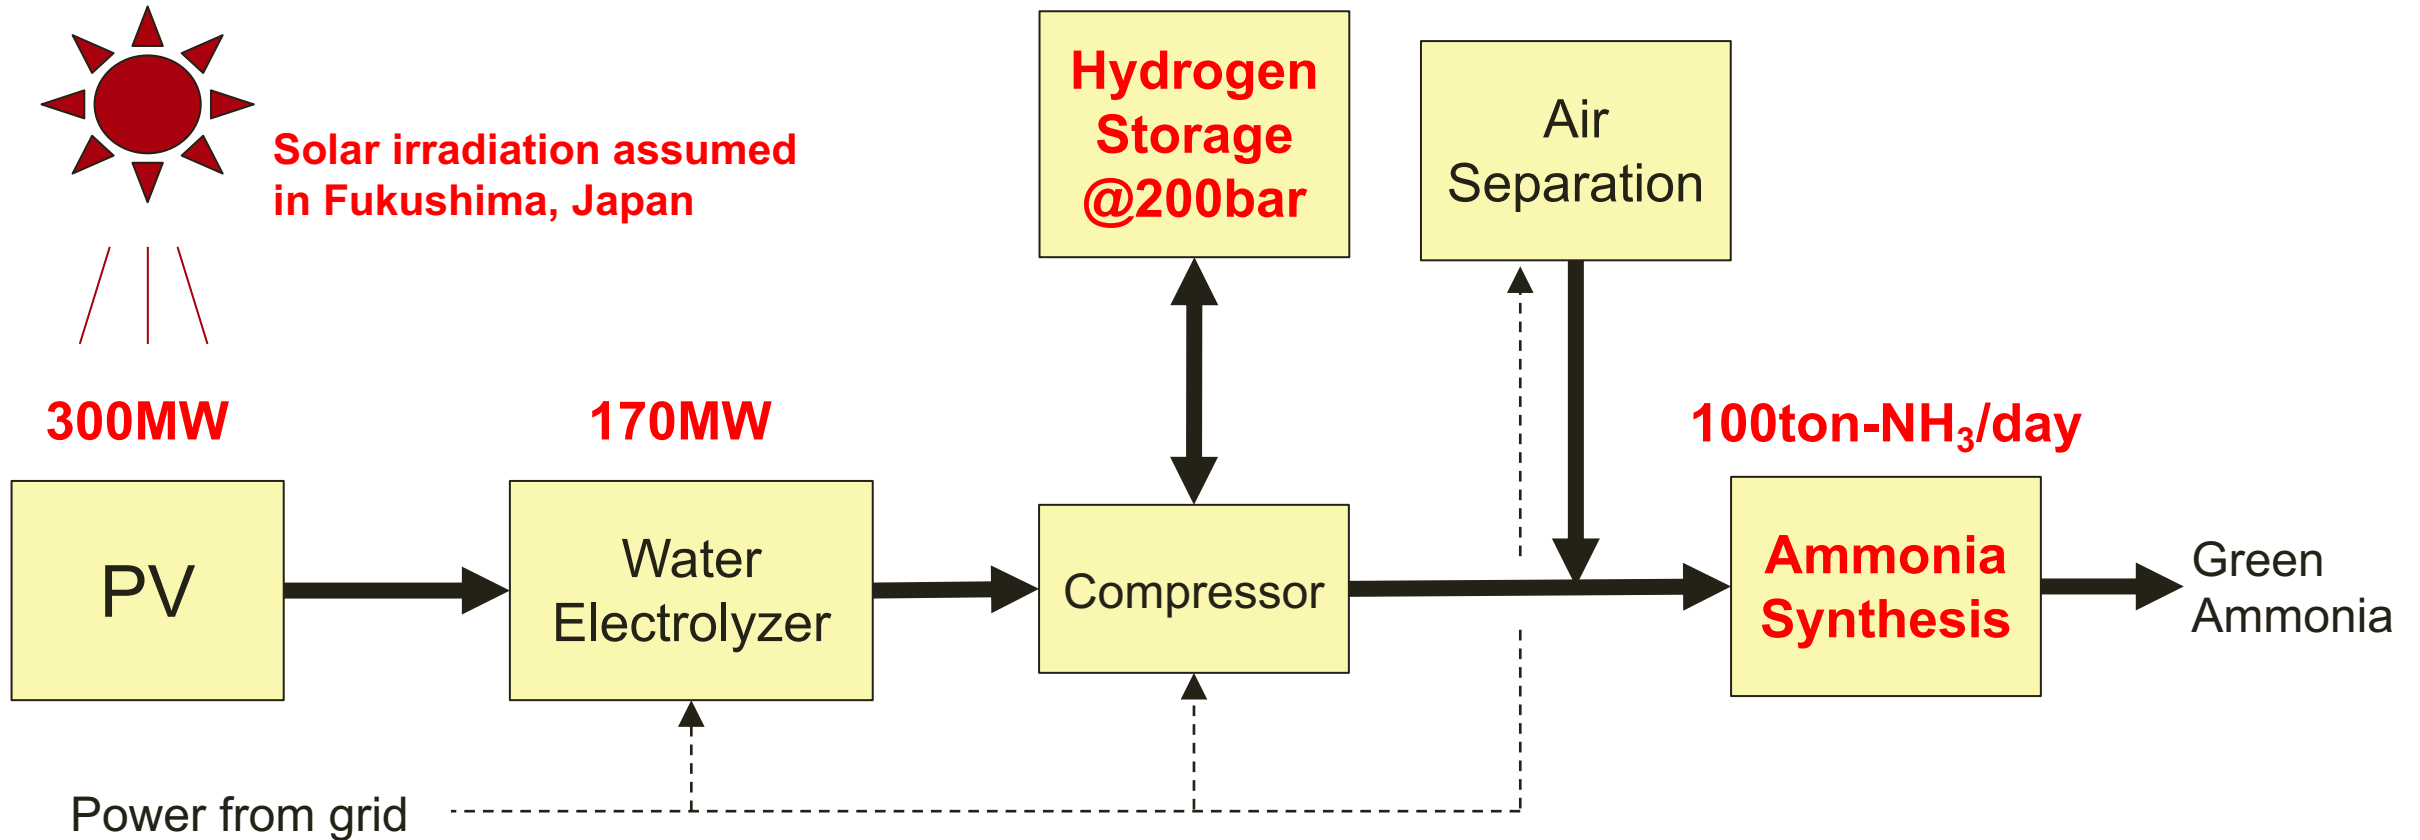 Solar irradiation assumed
in Fukushima, Japan
Hydrogen
Storage
@200bar
Air
Separation
300MW
170MW
100ton-NH₃/day
PV
Water
Electrolyzer
Compressor
Ammonia
Synthesis
Green
Ammonia
Power from grid